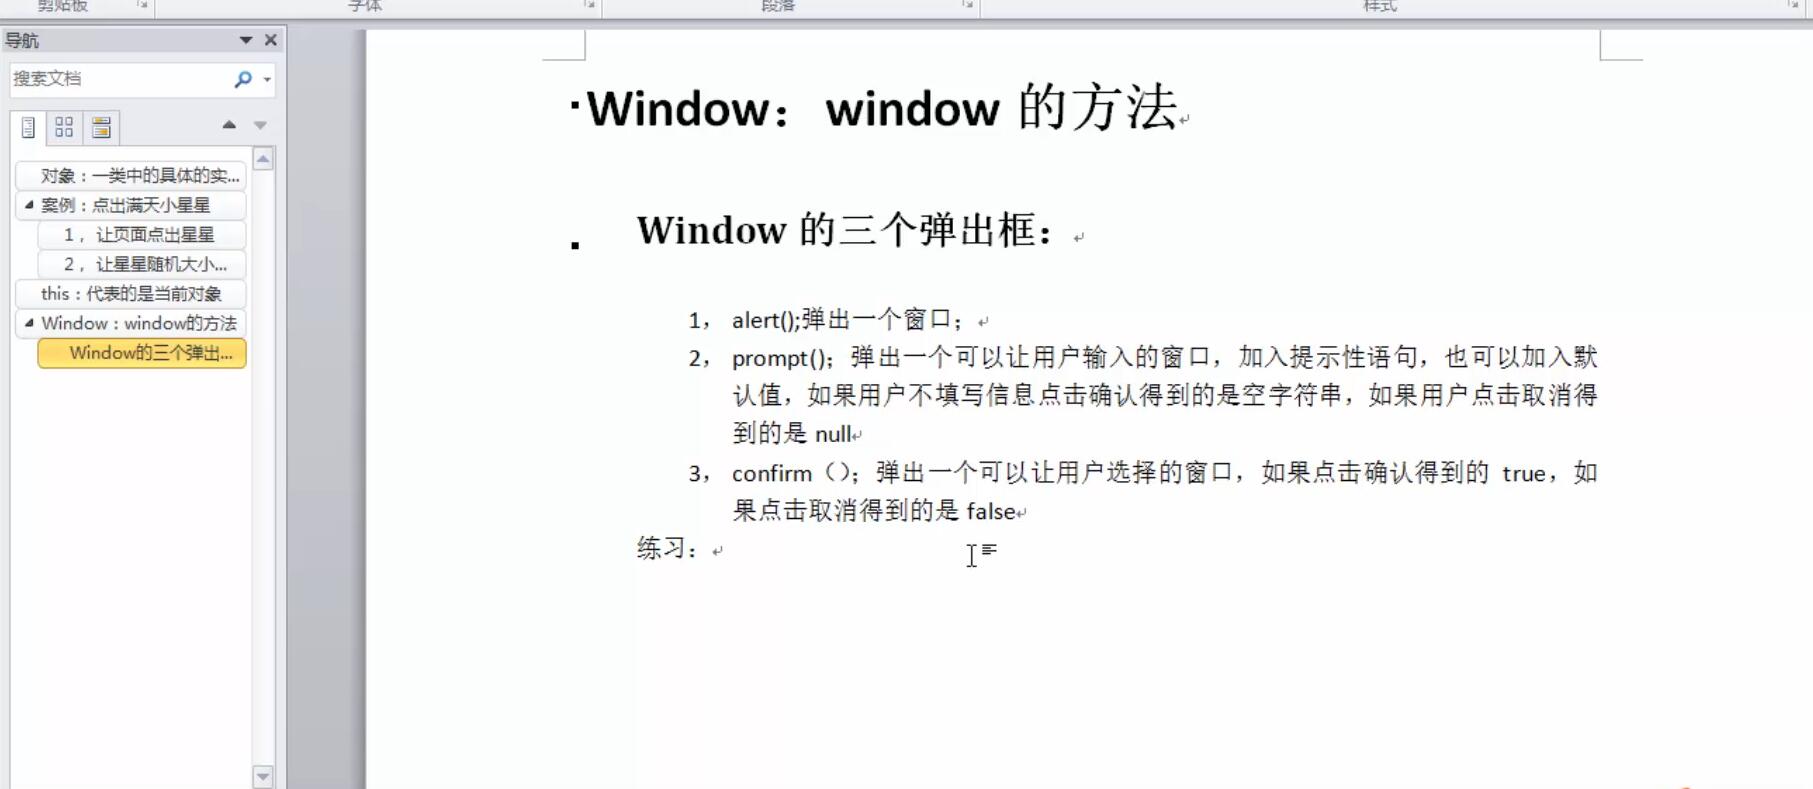 剪贴板
字体
段落
样式
导航
搜索文档
对象：一类中的具体的实...
案例：点出满天小星星
1，让页面点出星星
2，让星星随机大小...
this：代表的是当前对象
Window：window的方法
Window的三个弹出...
Window：window 的方法
Window 的三个弹出框：
1， alert();弹出一个窗口；
2， prompt(); 弹出一个可以让用户输入的窗口，加入提示性语句，也可以加入默
认值，如果用户不填写信息点击确认得到的是空字符串，如果用户点击取消得
到的是 null
3， confirm（）；弹出一个可以让用户选择的窗口，如果点击确认得到的 true，如
果点击取消得到的是 false
练习：